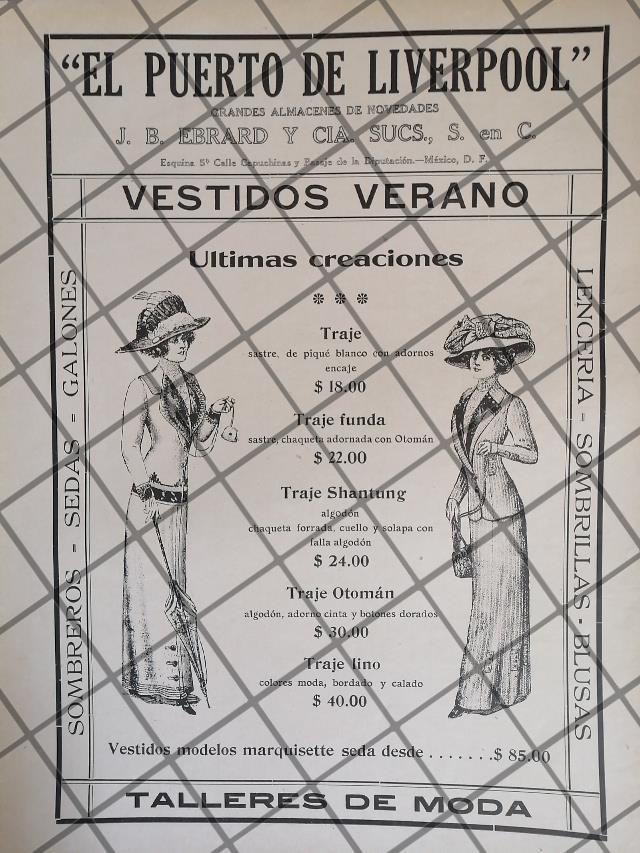 "EL PUERTO DE LIVERPOOL"
GRANDES ALMACENES DE NOVEDADES
J. B. EBRARD Y CIA. SUCS., S. en C.
Esquina 5ª Calle Capuchinas y Pasaje de la Diputación.—México, D. F.
VESTIDOS VERANO
SOMBREROS - SEDAS - GALONES
Ultimas creaciones
Traje
sastre, de piqué blanco con adornos
encaje
$ 18.00
Traje funda
sastre, chaqueta adornada con Otomán
$ 22.00
Traje Shantung
algodón
chaqueta forrada, cuello y solapa con
falla algodón
$ 24.00
Traje Otomán
algodón, adorno cinta y botones dorados
$ 30.00
Traje lino
colores moda, bordado y calado
$ 40.00
LENCERIA - SOMBRILLAS - BLUSAS
Vestidos modelos marquisette seda desde . . . . . . . $ 85.00
TALLERES DE MODA